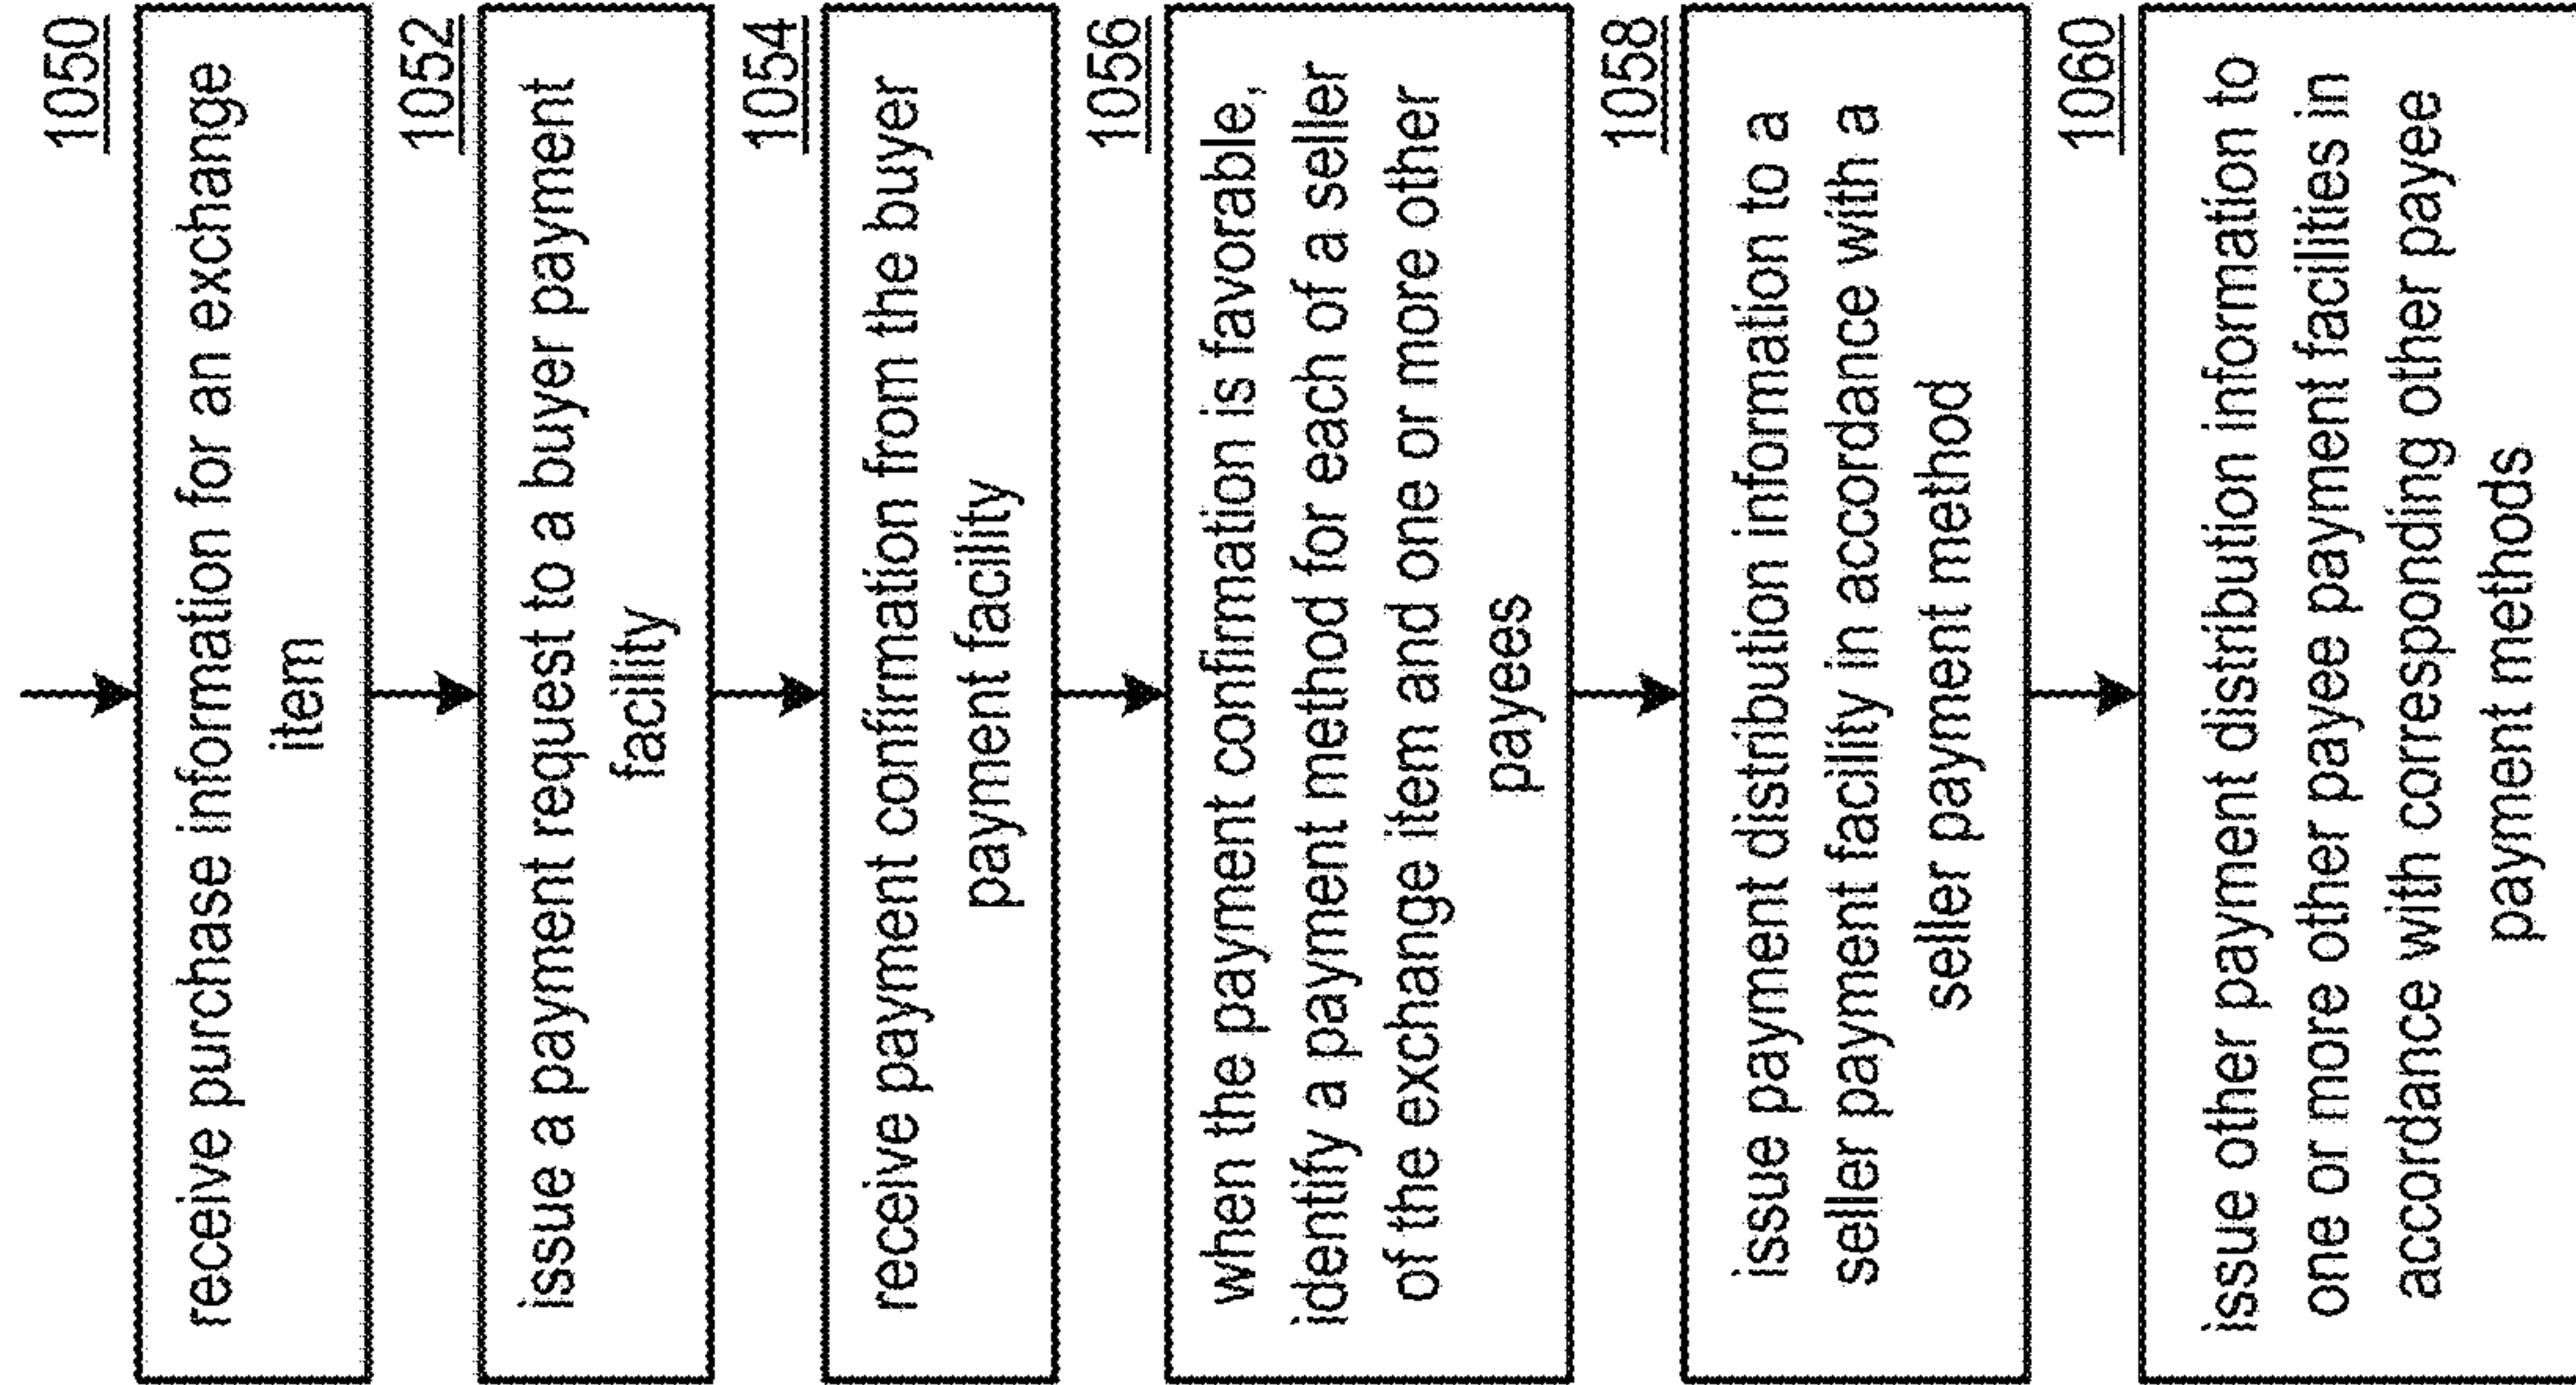 1050
receive purchase information for an exchange
item
1052
issue a payment request to a buyer payment
facility
1054
receive payment confirmation from the buyer
payment facility
1056
when the payment confirmation is favorable,
identify a payment method for each of a seller
of the exchange item and one or more other
payees
1058
issue payment distribution information to a
seller payment facility in accordance with a
seller payment method
1060
issue other payment distribution information to
one or more other payee payment facilities in
accordance with corresponding other payee
payment methods